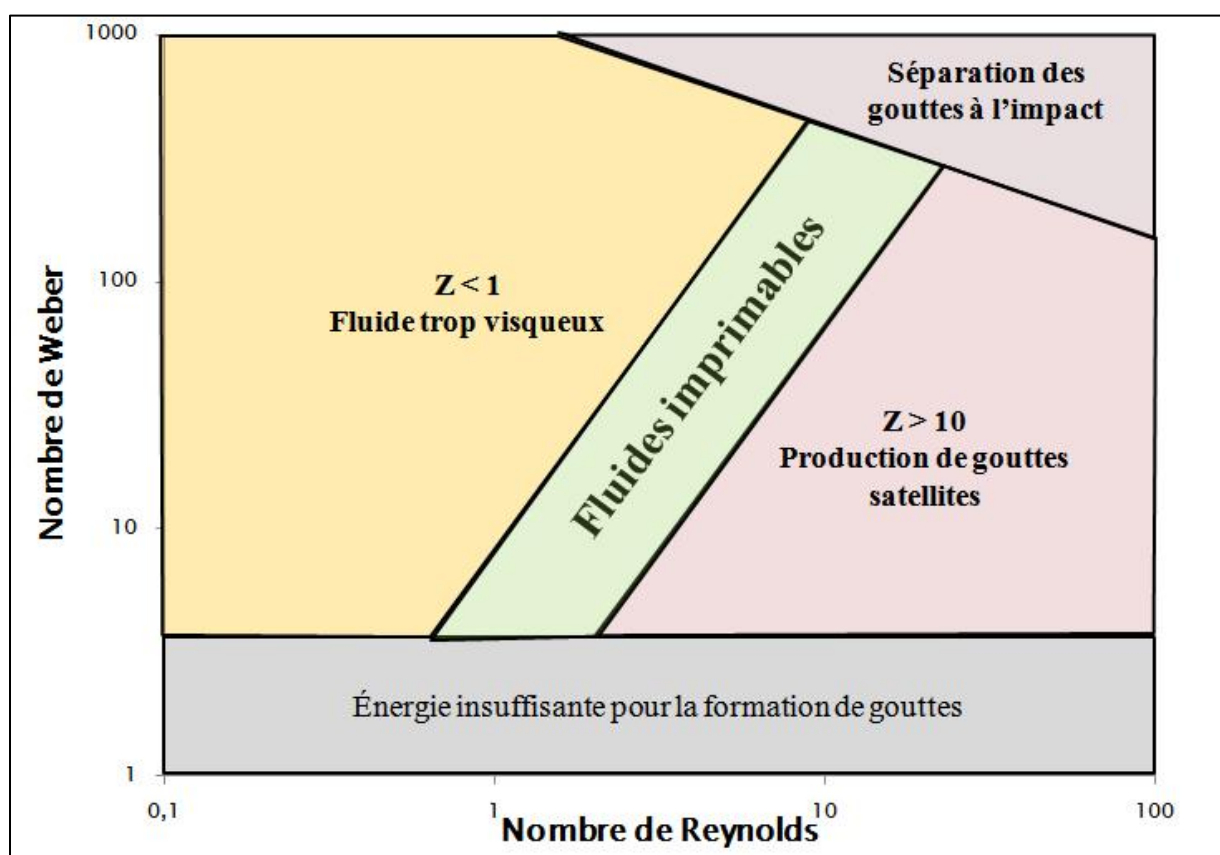 1000
Séparation des
gouttes à l'impact
Nombre de Weber
100
Z < 1
Fluide trop visqueux
Fluides imprimables
Z > 10
Production de gouttes
satellites
10
Énergie insuffisante pour la formation de gouttes
1
0,1
1
10
100
Nombre de Reynolds